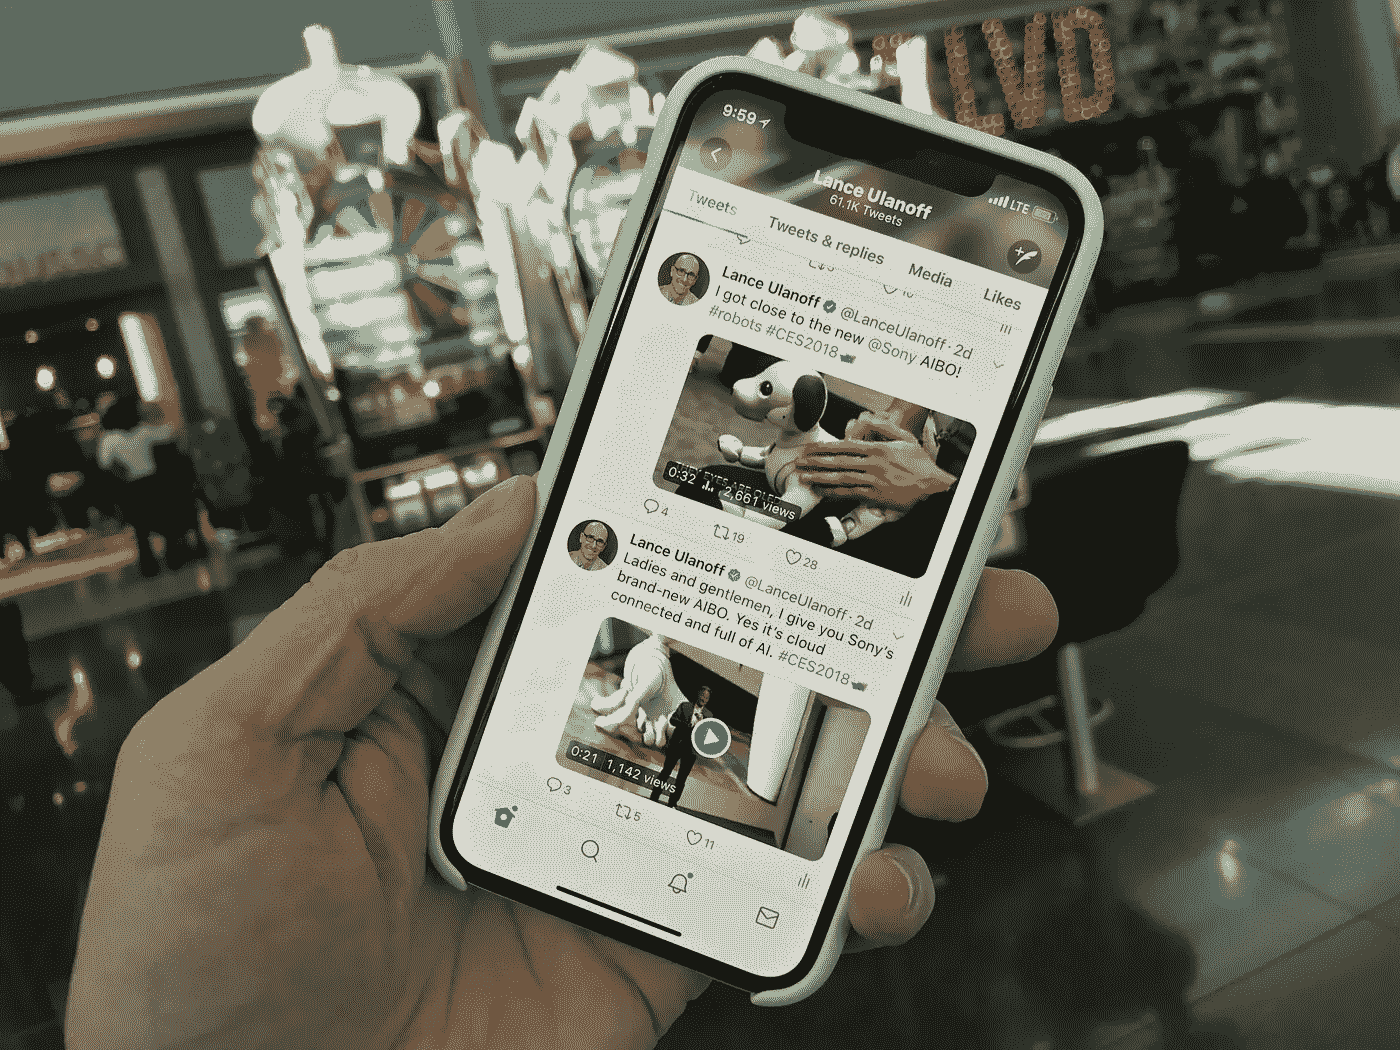 LVD
9:59
LTE
Lance Ulanoff
61.1K Tweets
Tweets
Tweets & replies
Media
Likes
Lance Ulanoff @LanceUlanoff · 2d
I got close to the new @Sony AIBO!
#robots #CES2018
0:32 2,661 views
4
19
28
Lance Ulanoff @LanceUlanoff · 2d
Ladies and gentlemen, I give you Sony's
brand-new AIBO. Yes it's cloud
connected and full of AI. #CES2018
0:21 1,142 views
3
5
11